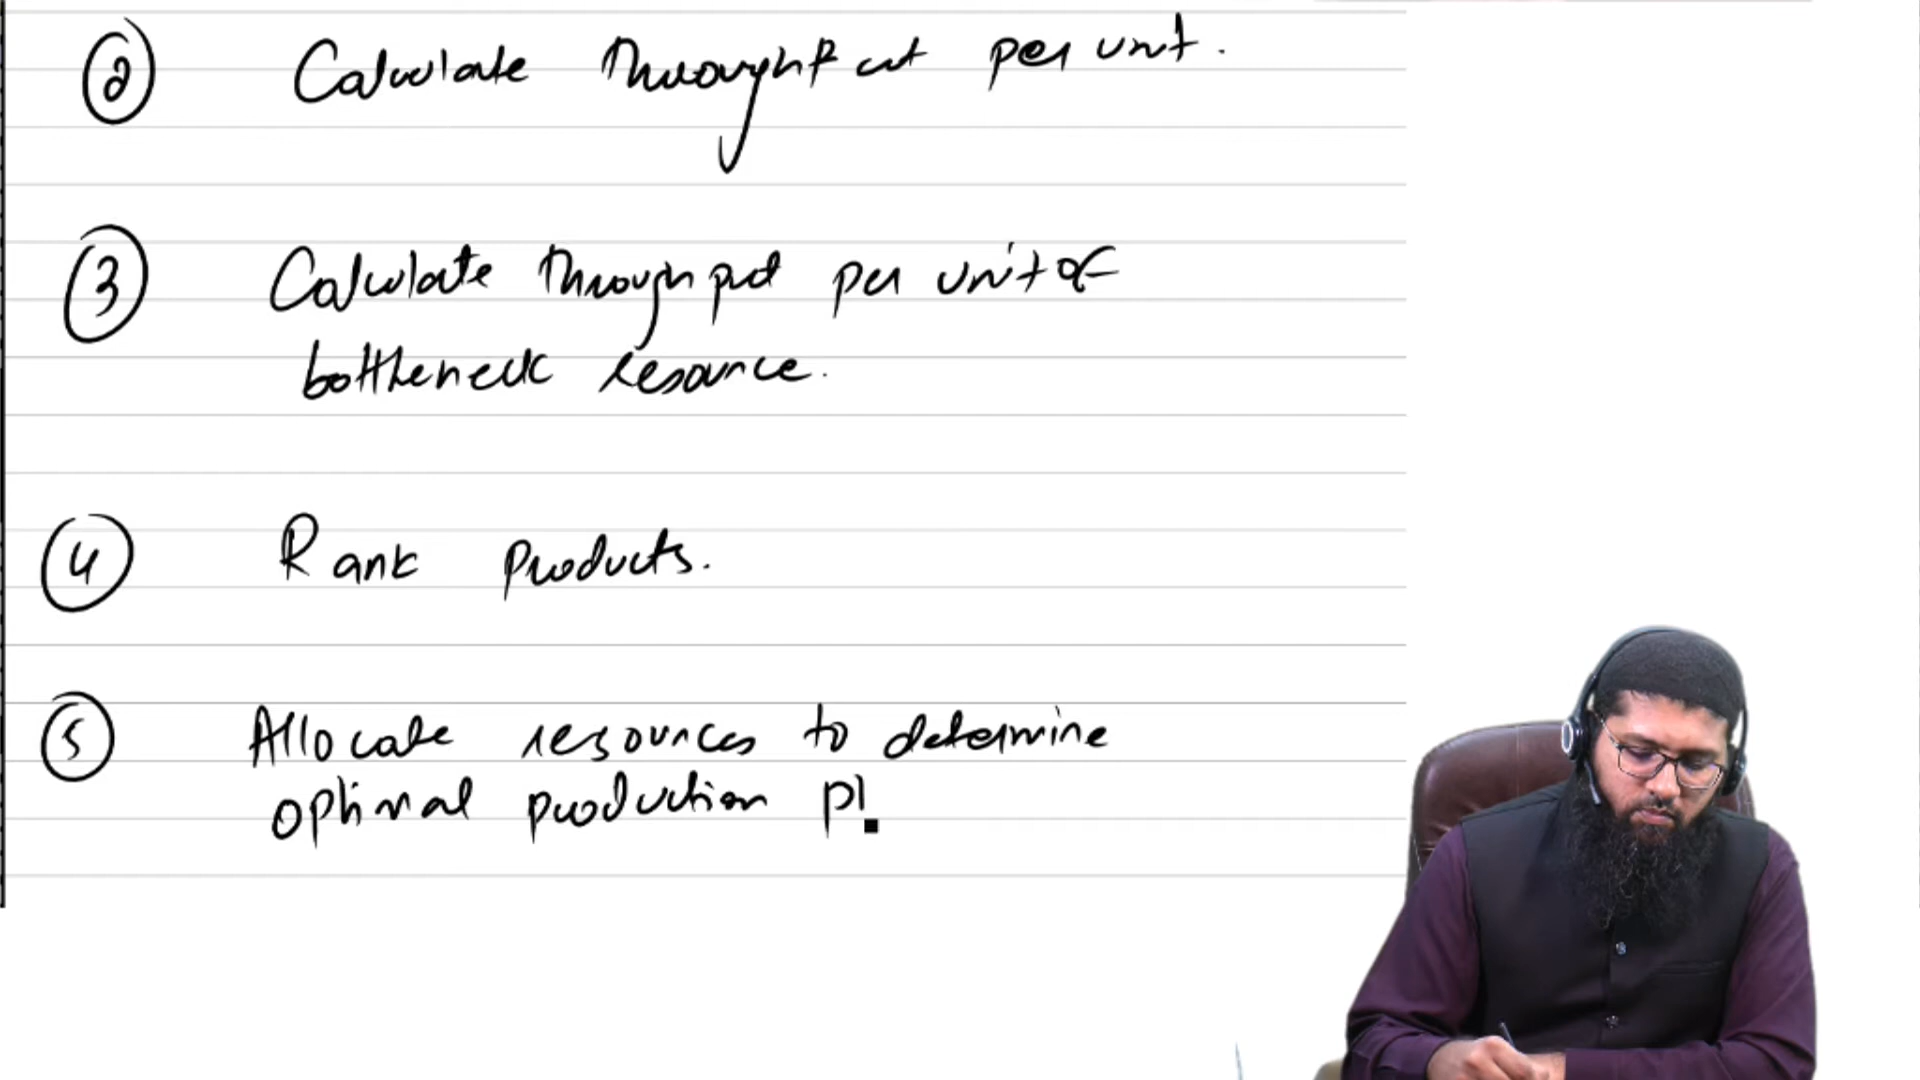 ② Calculate throughput per unit.
③ Calculate throughput per unit of
bottleneck resource.
④ Rank Products.
⑤ Allocate resources to determine
optimal production pl